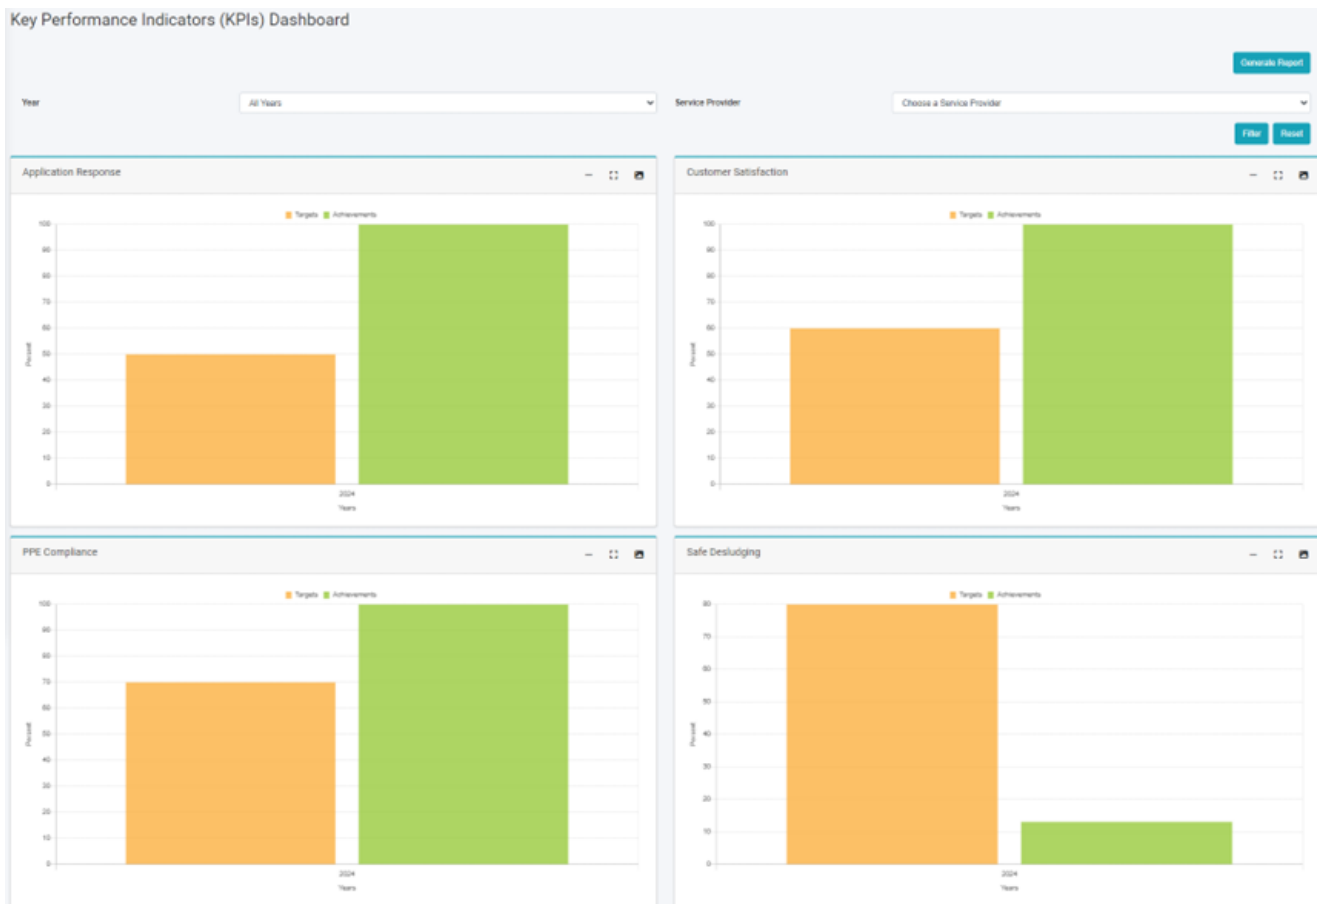 Key Performance Indicators (KPIs) Dashboard
Generate Report
Year All Years Service Provider Choose a Service Provider
Filter Reset
Application Response
Targets Achievements
100
90
80
70
60
50
40
30
20
10
0
Percent
2024
Years
Customer Satisfaction
Targets Achievements
100
90
80
70
60
50
40
30
20
10
0
Percent
2024
Years
PPE Compliance
Targets Achievements
100
90
80
70
60
50
40
30
20
10
0
Percent
2024
Years
Safe Desludging
Targets Achievements
80
70
60
50
40
30
20
10
0
Percent
2024
Years